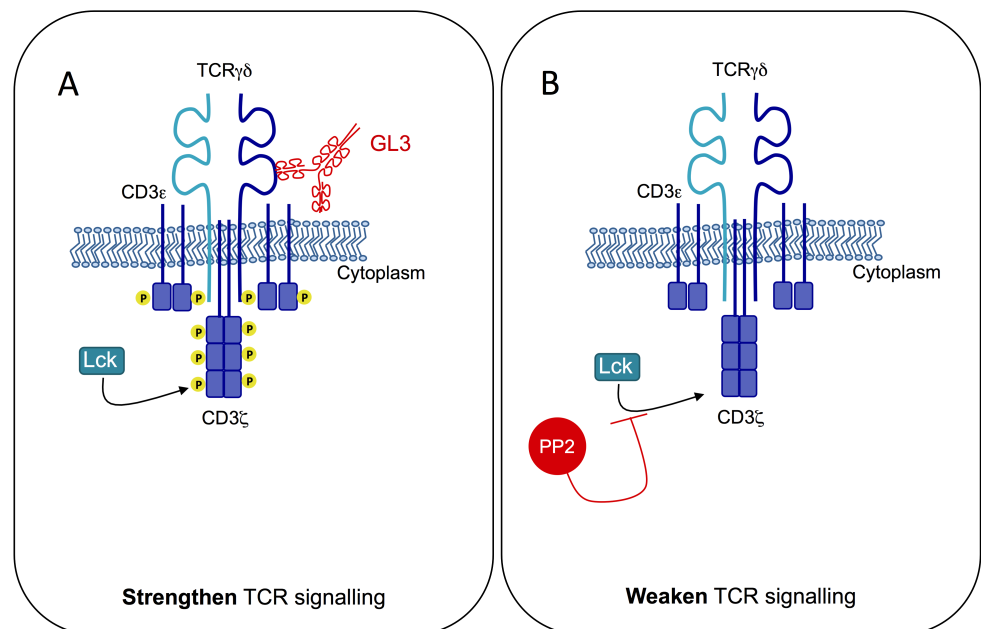 A
TCRγδ
GL3
CD3ε
Cytoplasm
P
P
P
P
P
P
P
P
P
P
Lck
CD3ζ
Strengthen TCR signalling
B
TCRγδ
CD3ε
Cytoplasm
Lck
CD3ζ
PP2
Weaken TCR signalling